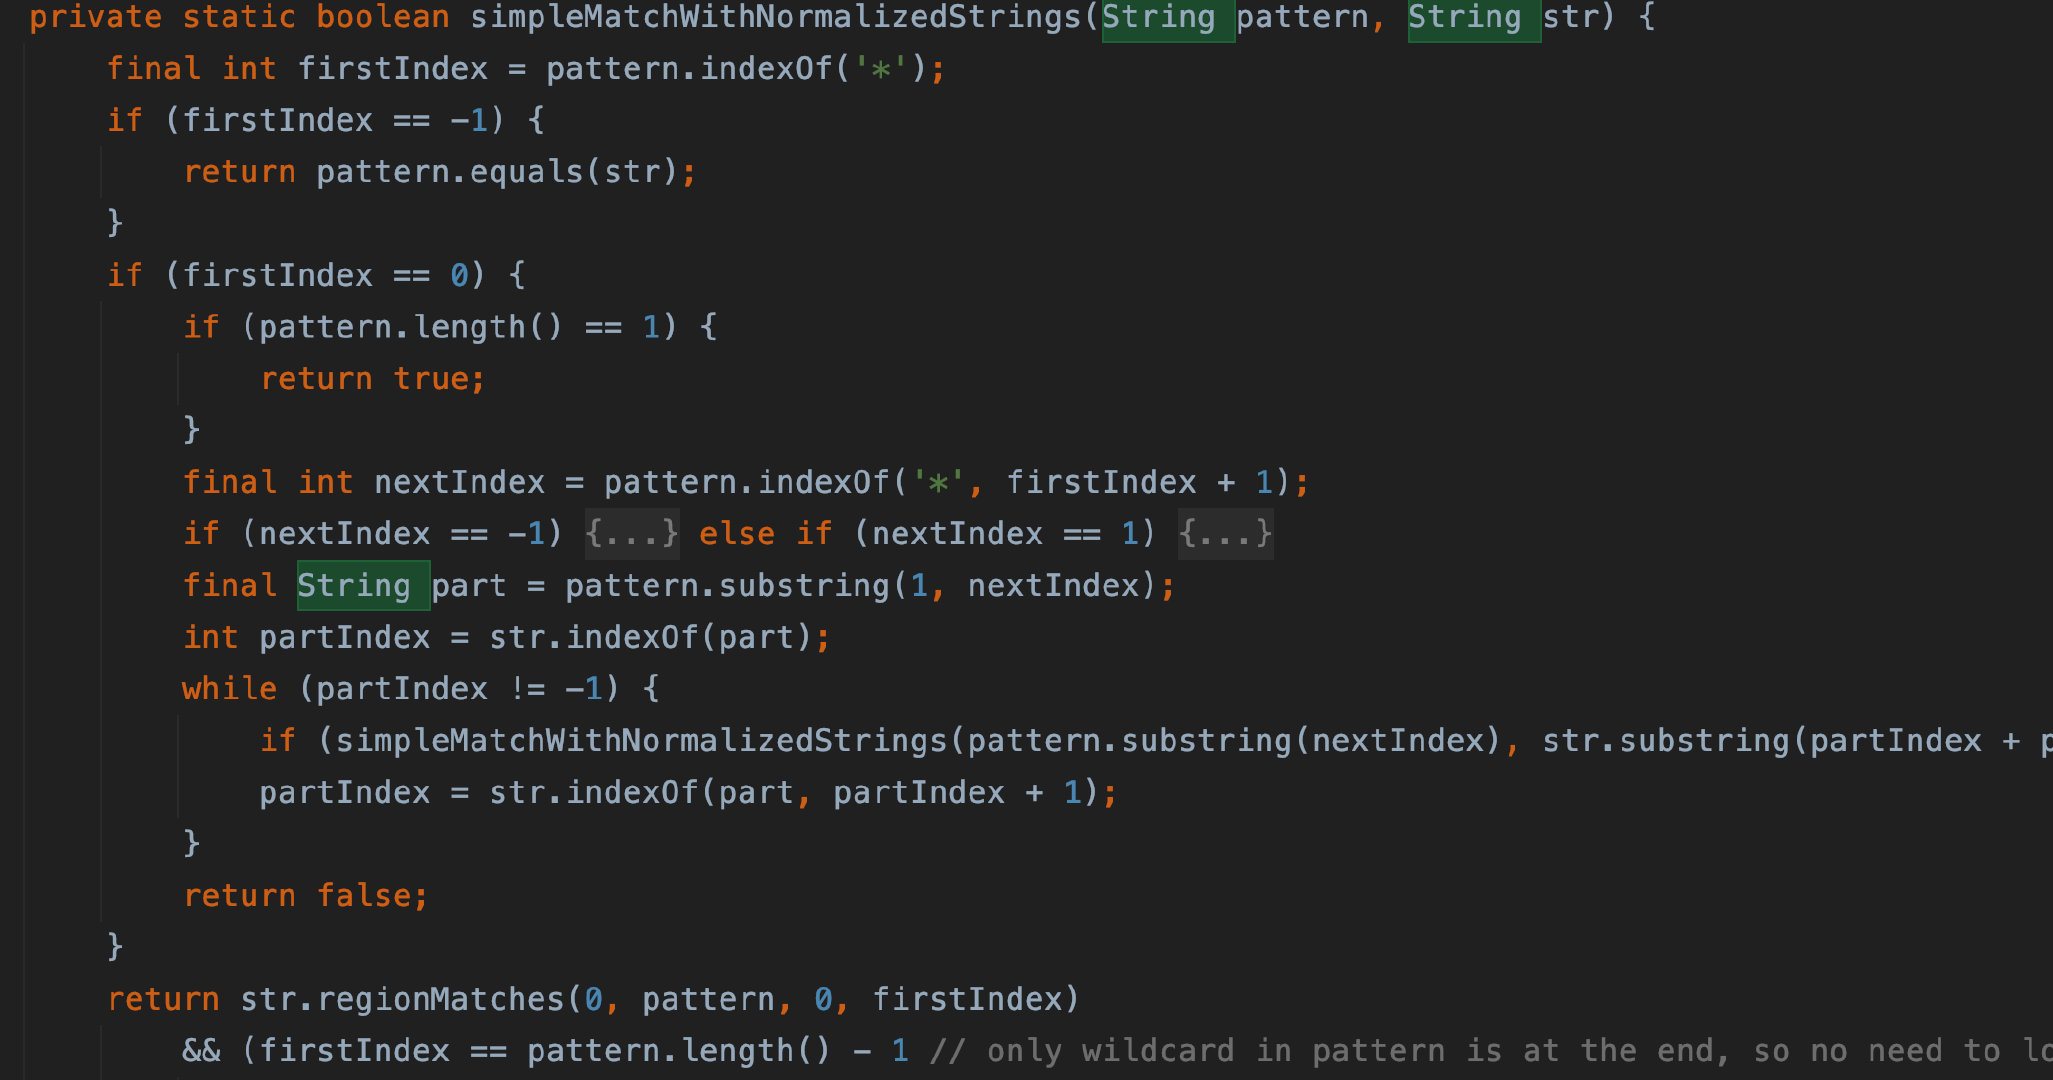 private static boolean simpleMatchWithNormalizedStrings(String pattern, String str) {
final int firstIndex = pattern.indexOf('*');
if (firstIndex == -1) {
return pattern.equals(str);
}
if (firstIndex == 0) {
if (pattern.length() == 1) {
return true;
}
final int nextIndex = pattern.indexOf('*', firstIndex + 1);
if (nextIndex == -1) {...} else if (nextIndex == 1) {...}
final String part = pattern.substring(1, nextIndex);
int partIndex = str.indexOf(part);
while (partIndex != -1) {
if (simpleMatchWithNormalizedStrings(pattern.substring(nextIndex), str.substring(partIndex + p
partIndex = str.indexOf(part, partIndex + 1);
}
return false;
}
return str.regionMatches(0, pattern, 0, firstIndex)
&& (firstIndex == pattern.length() - 1 // only wildcard in pattern is at the end, so no need to lo